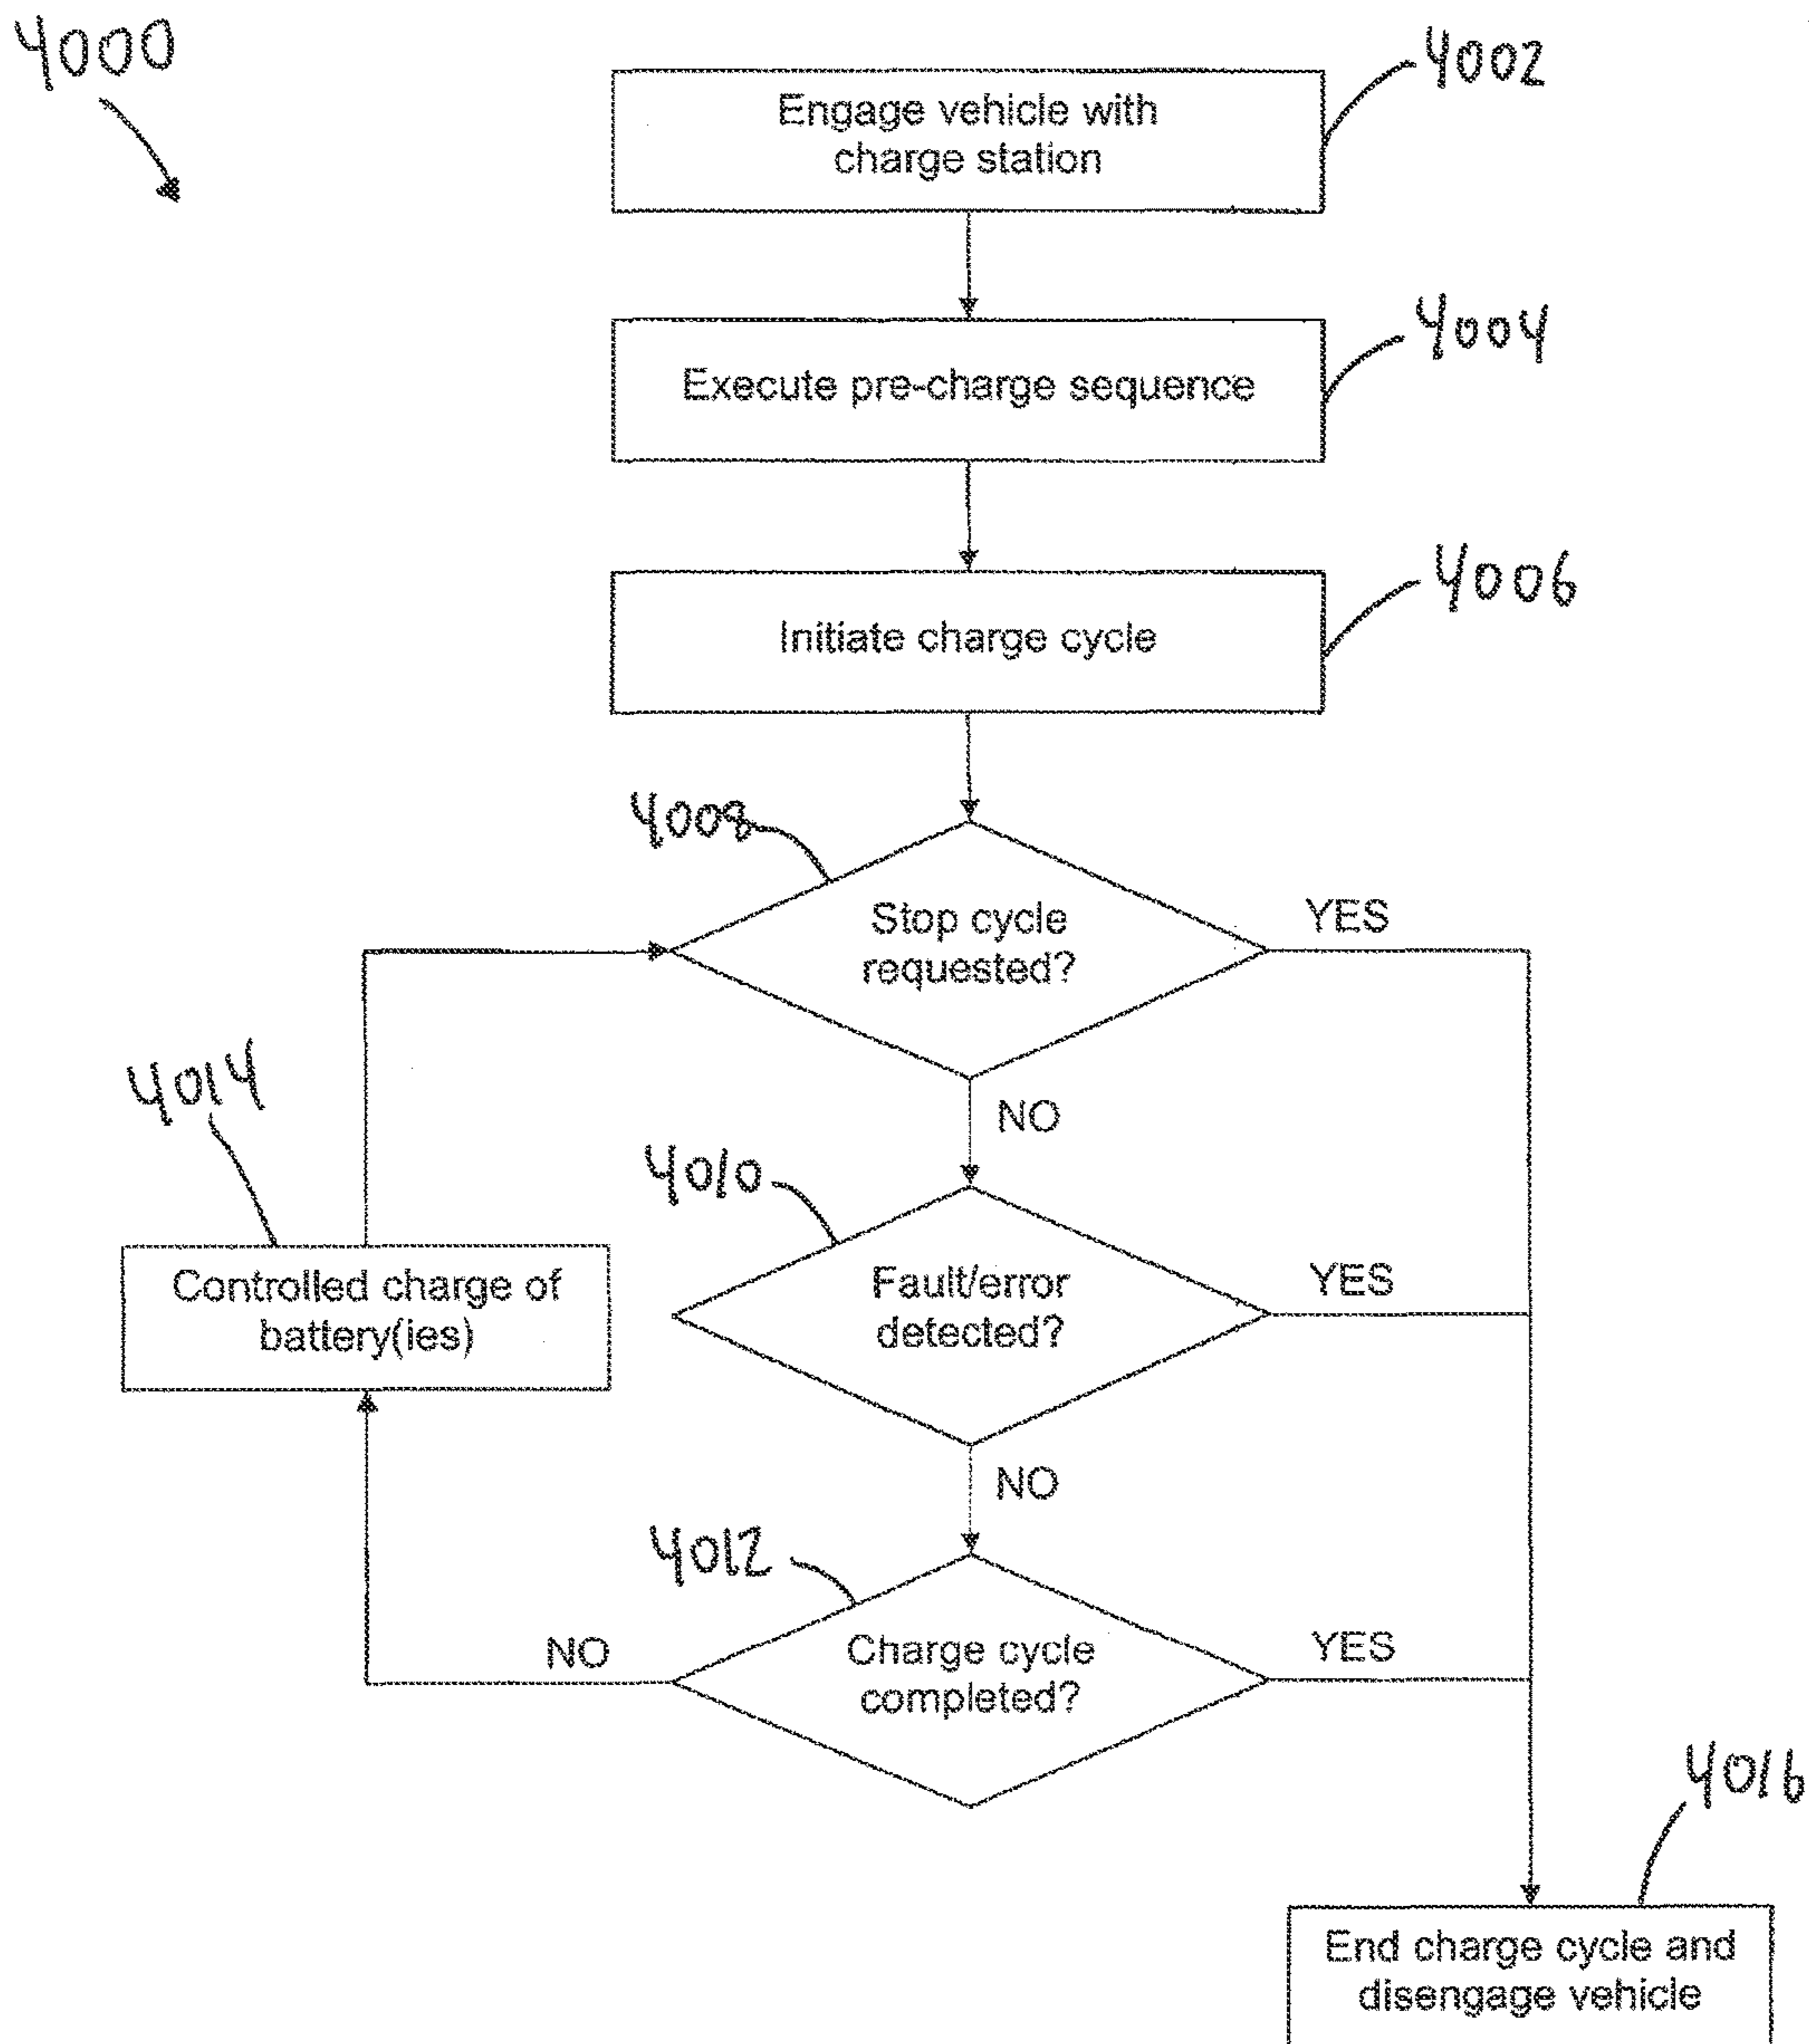 4000
4002
Engage vehicle with
charge station
4004
Execute pre-charge sequence
4006
Initiate charge cycle
4008
Stop cycle
requested?
YES
NO
4014
Controlled charge of
battery(ies)
4010
Fault/error
detected?
YES
NO
4012
Charge cycle
completed?
NO
YES
4016
End charge cycle and
disengage vehicle